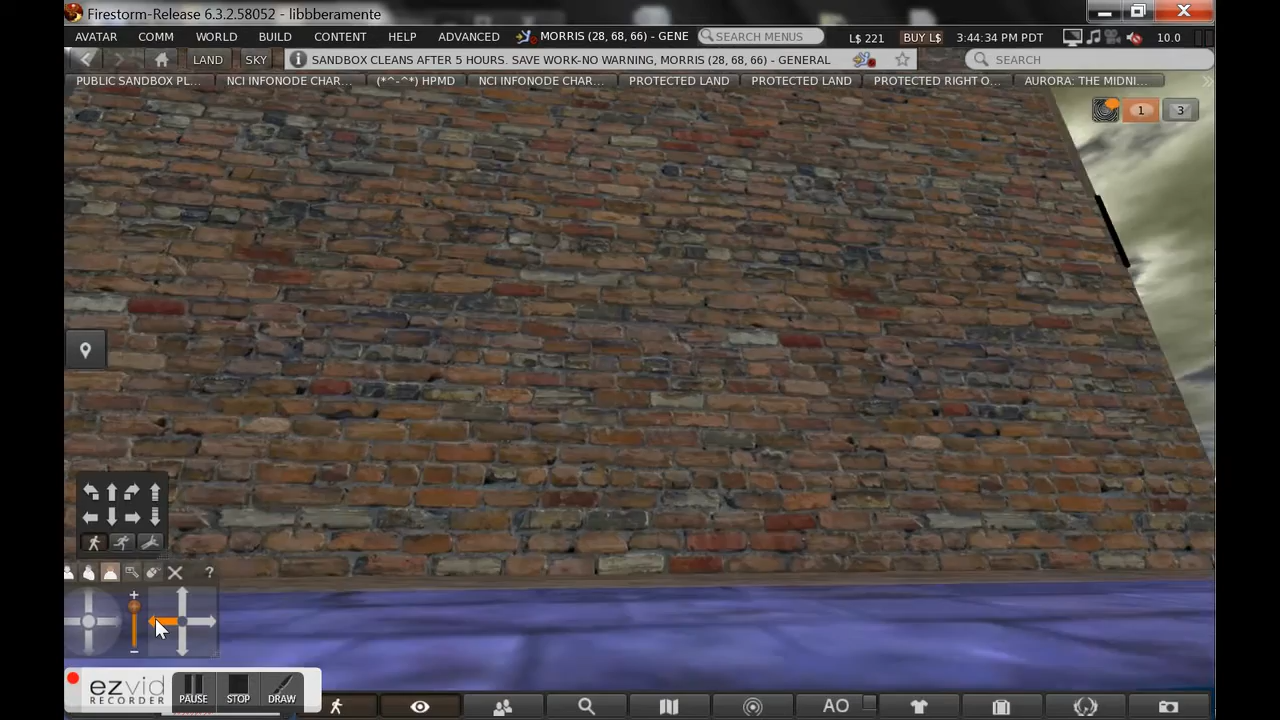 Firestorm-Release 6.3.2.58052 - libbberamente
AVATAR COMM WORLD BUILD CONTENT HELP ADVANCED MORRIS (28, 68, 66) - GENE SEARCH MENUS L$ 221 BUY L$ 3:44:34 PM PDT 10.0
LAND SKY SANDBOX CLEANS AFTER 5 HOURS. SAVE WORK-NO WARNING, MORRIS (28, 68, 66) - GENERAL SEARCH
PUBLIC SANDBOX PL... NCI INFONODE CHAR... (*^-^*) HPMD NCI INFONODE CHAR... PROTECTED LAND PROTECTED LAND PROTECTED RIGHT O... AURORA: THE MIDNI...
1 3
?
+
-
ezvid
RECORDER
PAUSE STOP DRAW
AO